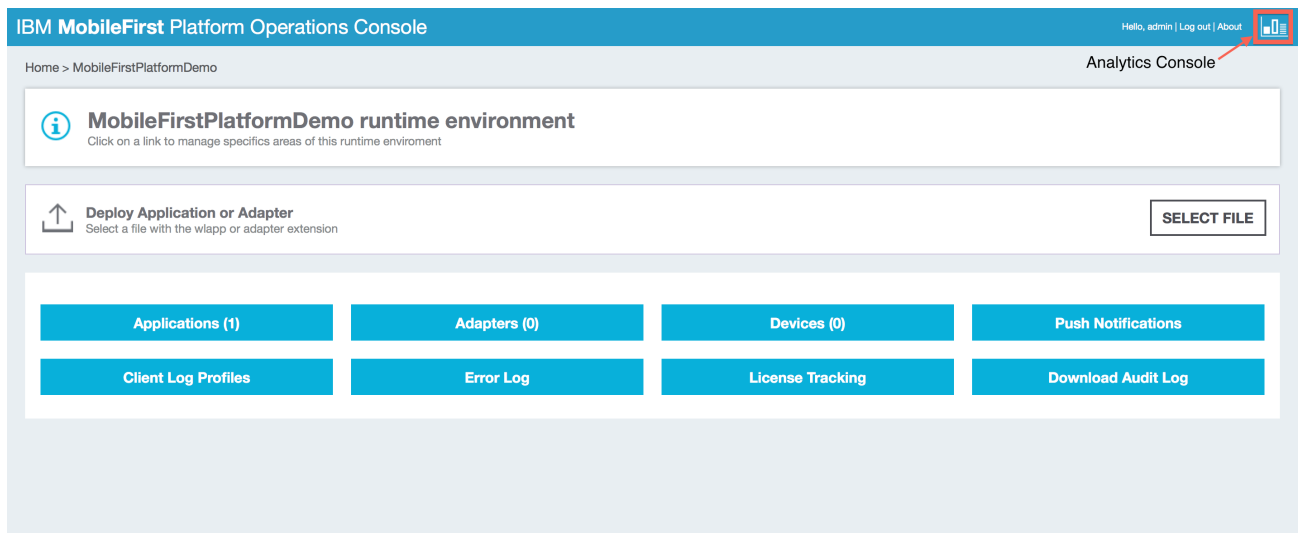 IBM MobileFirst Platform Operations Console
Hello, admin | Log out | About
Analytics Console
Home > MobileFirstPlatformDemo
MobileFirstPlatformDemo runtime environment
Click on a link to manage specifics areas of this runtime enviroment
Deploy Application or Adapter
Select a file with the wlapp or adapter extension
SELECT FILE
Applications (1)
Adapters (0)
Devices (0)
Push Notifications
Client Log Profiles
Error Log
License Tracking
Download Audit Log